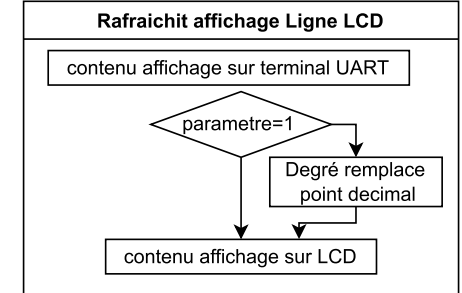 Rafraichit affichage Ligne LCD
contenu affichage sur terminal UART
parametre=1
Degré remplace
point decimal
contenu affichage sur LCD